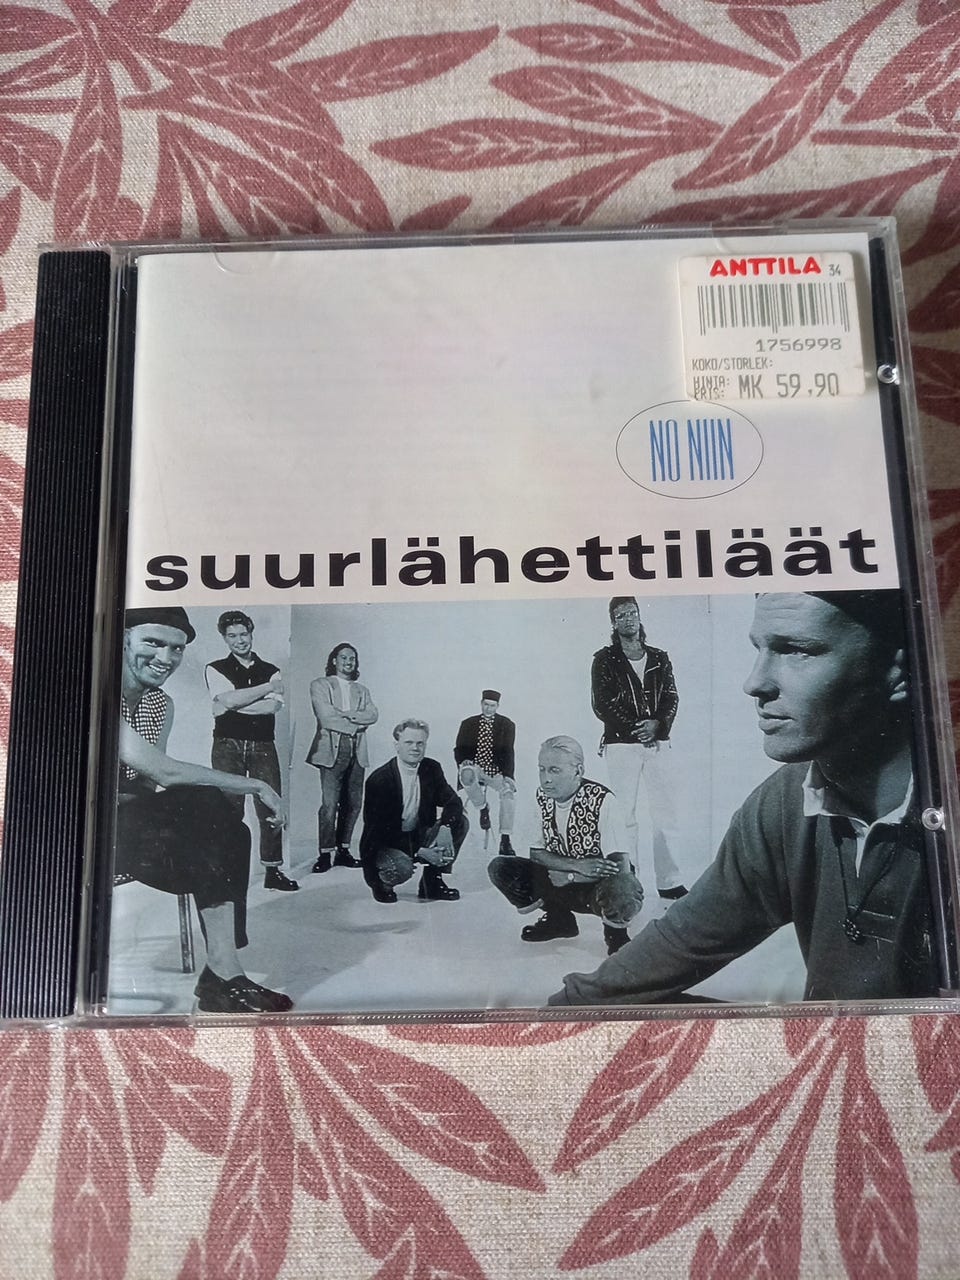 ANTTILA 34
1756998
KOKO/STORLEK:
HINTA:
PRIS: MK 59,90
NO NIIN
suurlähettiläät